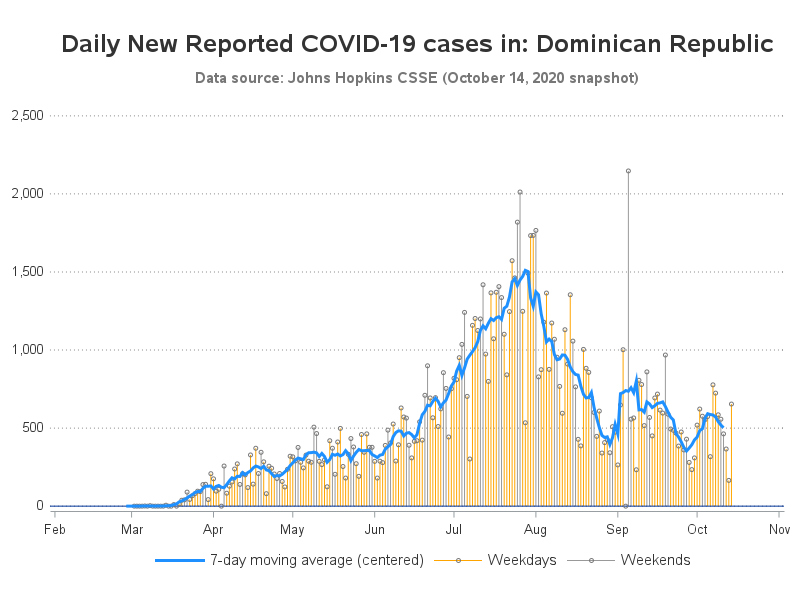 Daily New Reported COVID-19 cases in: Dominican Republic
Data source: Johns Hopkins CSSE (October 14, 2020 snapshot)
2,500
2,000
1,500
1,000
500
0
Feb Mar Apr May Jun Jul Aug Sep Oct Nov
7-day moving average (centered) Weekdays Weekends